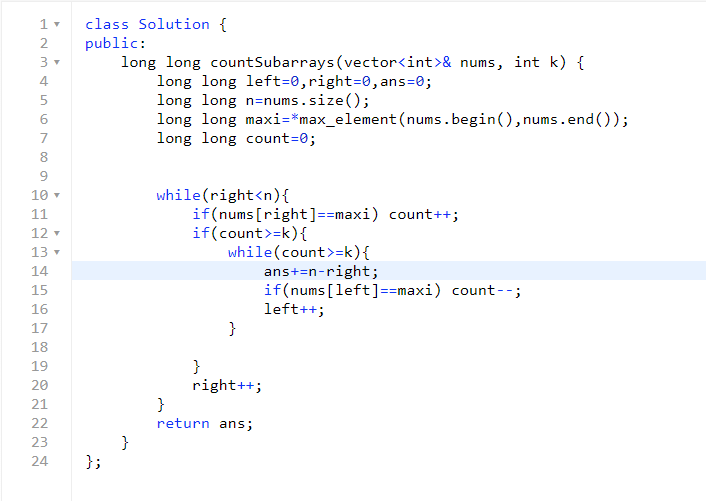 1 class Solution {
2 public:
3 long long countSubarrays(vector<int>& nums, int k) {
4 long long left=0,right=0,ans=0;
5 long long n=nums.size();
6 long long maxi=*max_element(nums.begin(),nums.end());
7 long long count=0;
8
9
10 while(right<n){
11 if(nums[right]==maxi) count++;
12 if(count>=k){
13 while(count>=k){
14 ans+=n-right;
15 if(nums[left]==maxi) count--;
16 left++;
17 }
18
19 }
20 right++;
21 }
22 return ans;
23 }
24 };